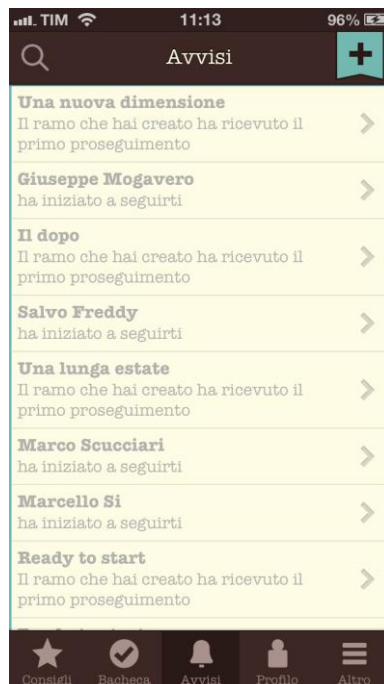 TIM 11:13 96%
Avvisi
Una nuova dimensione
Il ramo che hai creato ha ricevuto il
primo proseguimento
Giuseppe Mogavero
ha iniziato a seguirti
Il dopo
Il ramo che hai creato ha ricevuto il
primo proseguimento
Salvo Freddy
ha iniziato a seguirti
Una lunga estate
Il ramo che hai creato ha ricevuto il
primo proseguimento
Marco Scucciari
ha iniziato a seguirti
Marcello Si
ha iniziato a seguirti
Ready to start
Il ramo che hai creato ha ricevuto il
primo proseguimento
Consigli Bacheca Avvisi Profilo Altro